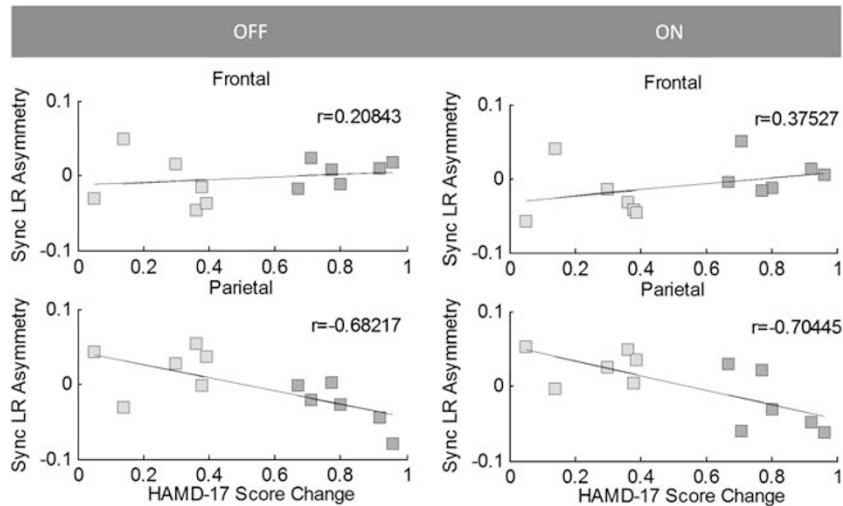 OFF
ON
Frontal
0.1
r=0.20843
0
-0.1
Sync LR Asymmetry
0 0.2 0.4 0.6 0.8 1
Frontal
0.1
r=0.37527
0
-0.1
Sync LR Asymmetry
0 0.2 0.4 0.6 0.8 1
Parietal
0.1
r=-0.68217
0
-0.1
Sync LR Asymmetry
0 0.2 0.4 0.6 0.8 1
HAMD-17 Score Change
Parietal
0.1
r=-0.70445
0
-0.1
Sync LR Asymmetry
0 0.2 0.4 0.6 0.8 1
HAMD-17 Score Change